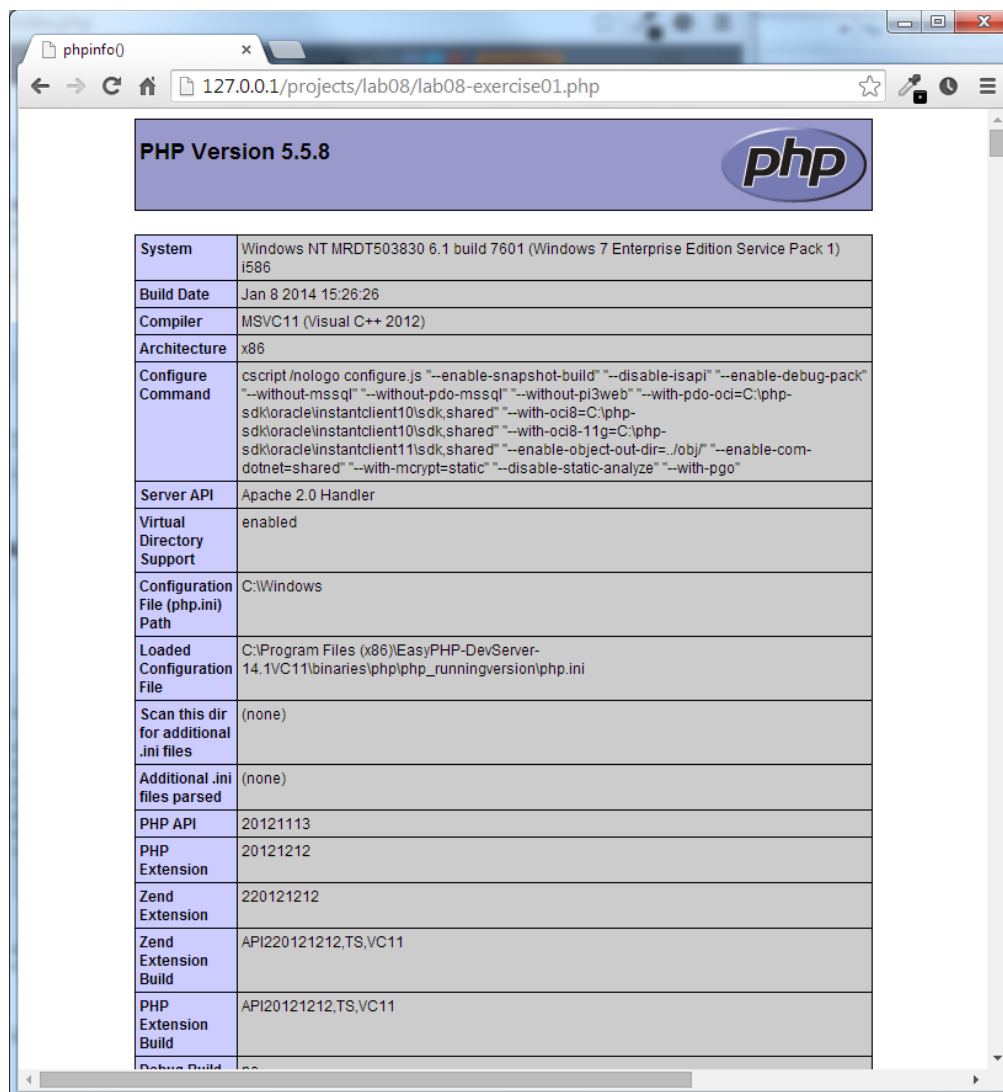 phpinfo()
127.0.0.1/projects/lab08/lab08-exercise01.php
PHP Version 5.5.8
php
System
Windows NT MRDT503830 6.1 build 7601 (Windows 7 Enterprise Edition Service Pack 1)
i586
Build Date
Jan 8 2014 15:26:26
Compiler
MSVC11 (Visual C++ 2012)
Architecture
x86
Configure
Command
cscript /nologo configure.js "--enable-snapshot-build" "--disable-isapi" "--enable-debug-pack"
"--without-mssql" "--without-pdo-mssql" "--without-pi3web" "--with-pdo-oci=C:\php-
sdk\oracle\instantclient10\sdk,shared" "--with-oci8=C:\php-
sdk\oracle\instantclient10\sdk,shared" "--with-oci8-11g=C:\php-
sdk\oracle\instantclient11\sdk,shared" "--enable-object-out-dir=../obj/" "--enable-com-
dotnet=shared" "--with-mcrypt=static" "--disable-static-analyze" "--with-pgo"
Server API
Apache 2.0 Handler
Virtual
Directory
Support
enabled
Configuration
File (php.ini)
Path
C:\Windows
Loaded
Configuration
File
C:\Program Files (x86)\EasyPHP-DevServer-
14.1VC11\binaries\php\php_runningversion\php.ini
Scan this dir
for additional
.ini files
(none)
Additional .ini
files parsed
(none)
PHP API
20121113
PHP
Extension
20121212
Zend
Extension
220121212
Zend
Extension
Build
API220121212,TS,VC11
PHP
Extension
Build
API20121212,TS,VC11
Debug Build
no